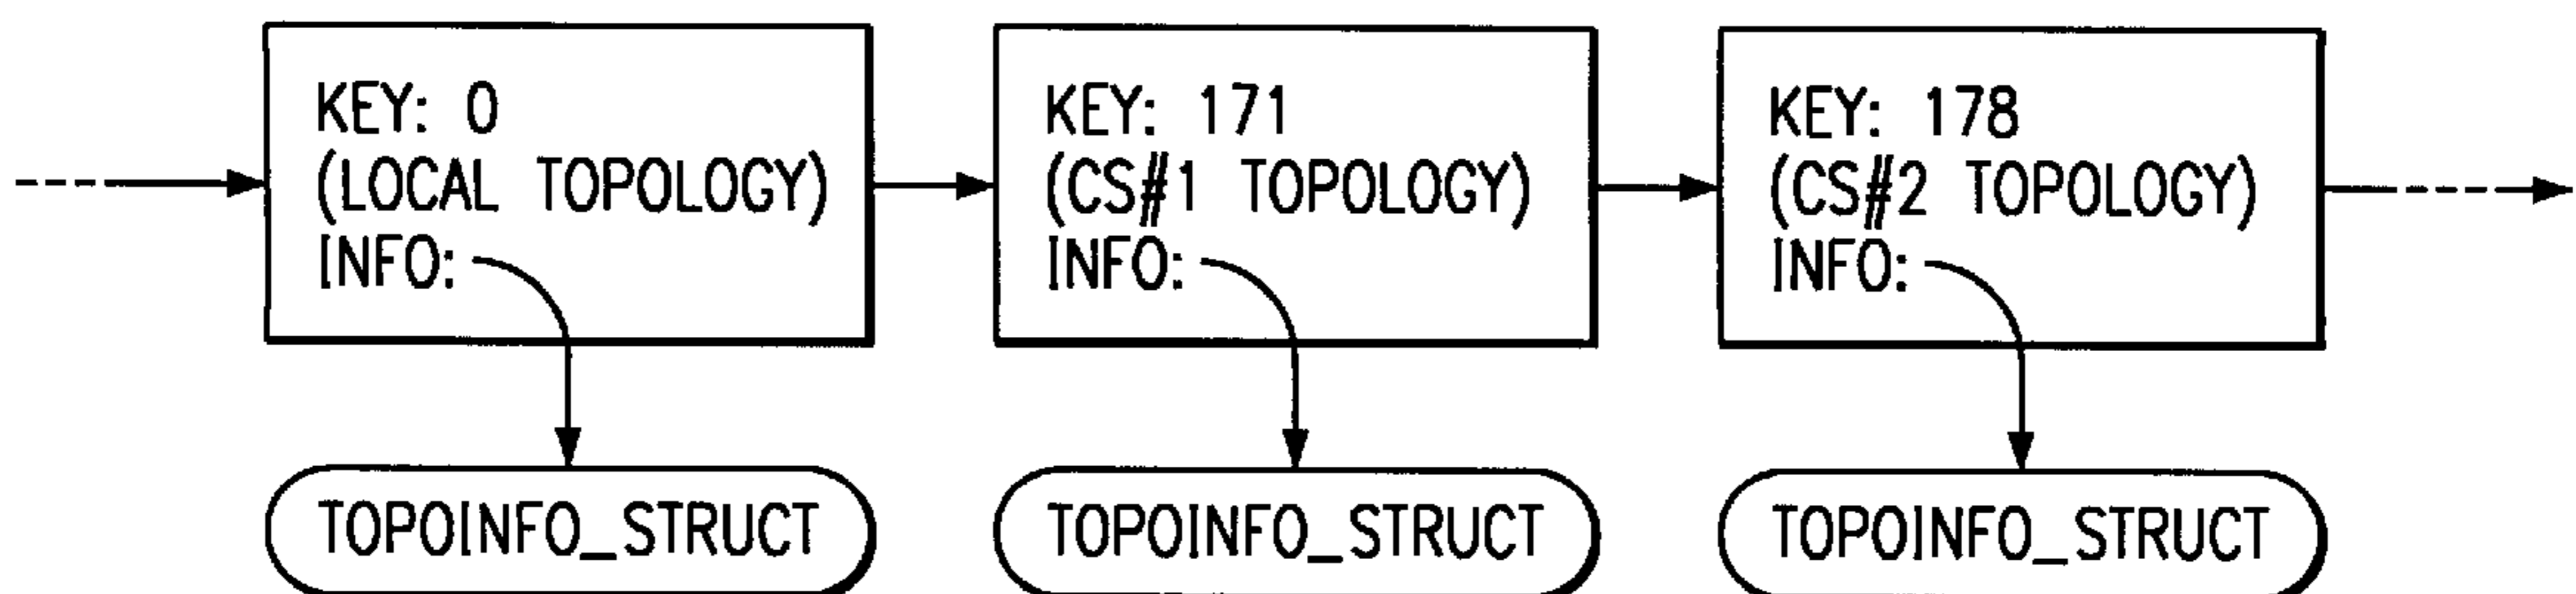 KEY: 0
(LOCAL TOPOLOGY)
INFO:
KEY: 171
(CS#1 TOPOLOGY)
INFO:
KEY: 178
(CS#2 TOPOLOGY)
INFO:
TOPOINFO_STRUCT
TOPOINFO_STRUCT
TOPOINFO_STRUCT